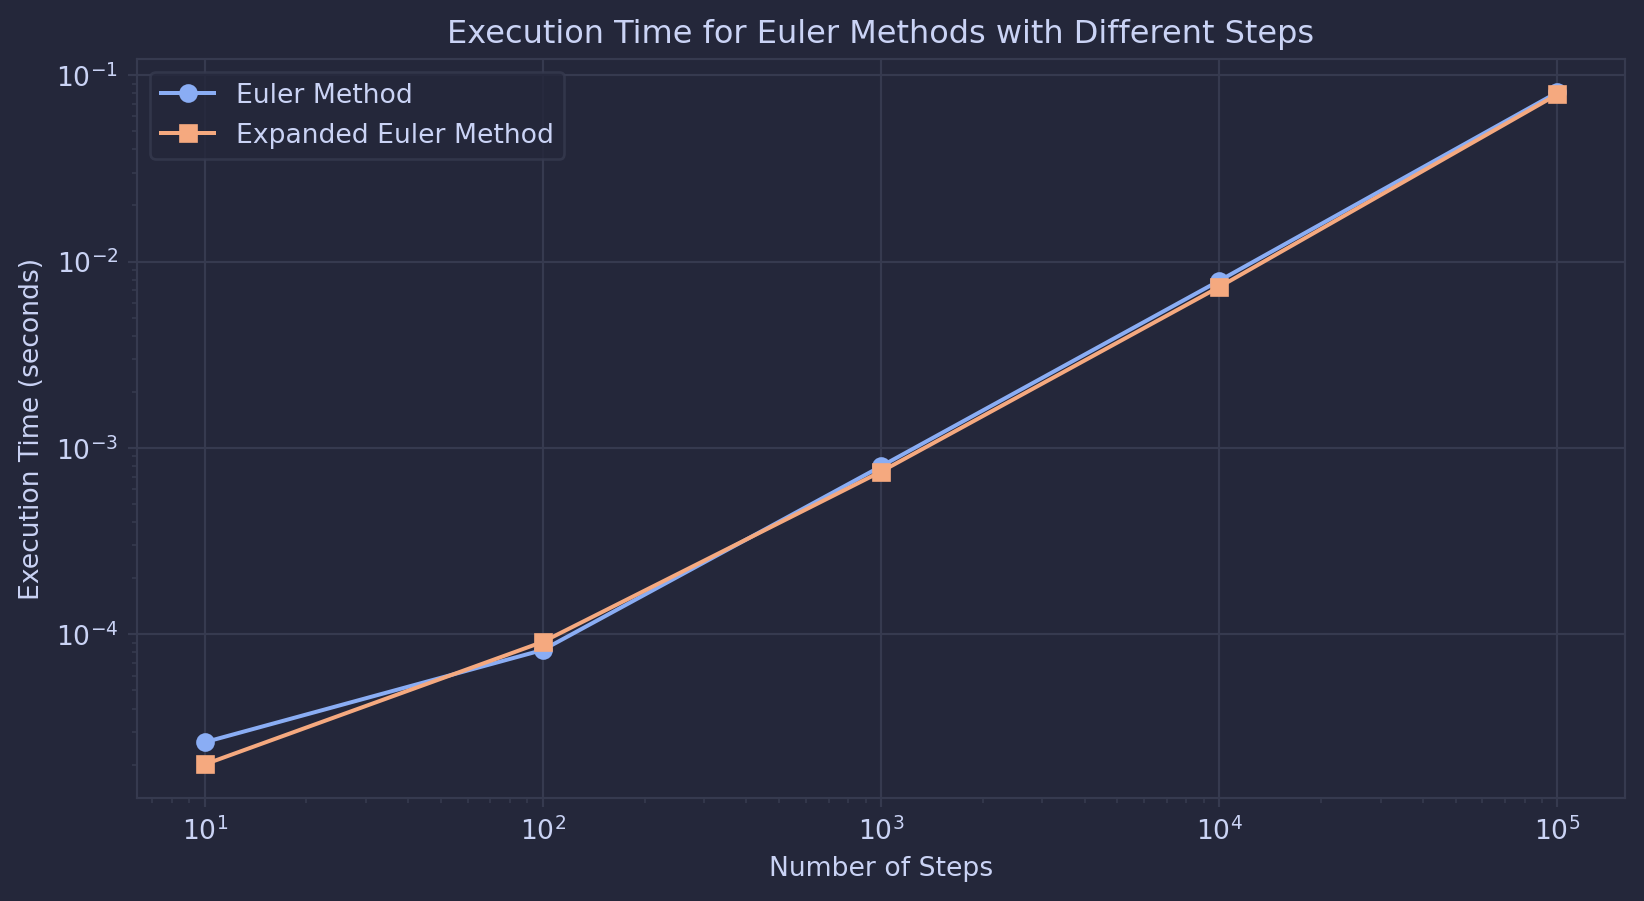 Execution Time for Euler Methods with Different Steps
Euler Method
Expanded Euler Method
Execution Time (seconds)
10⁻¹
10⁻²
10⁻³
10⁻⁴
10¹ 10² 10³ 10⁴ 10⁵
Number of Steps